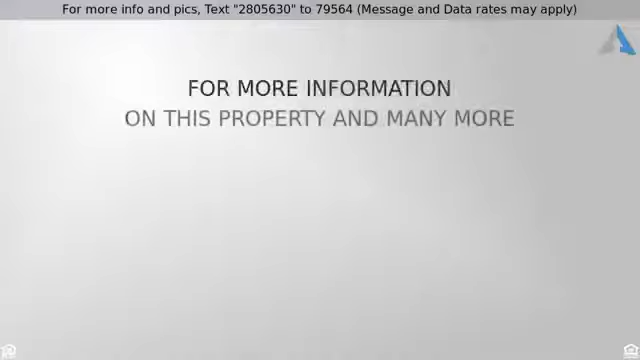 For more info and pics, Text "2805630" to 79564 (Message and Data rates may apply)
FOR MORE INFORMATION
ON THIS PROPERTY AND MANY MORE